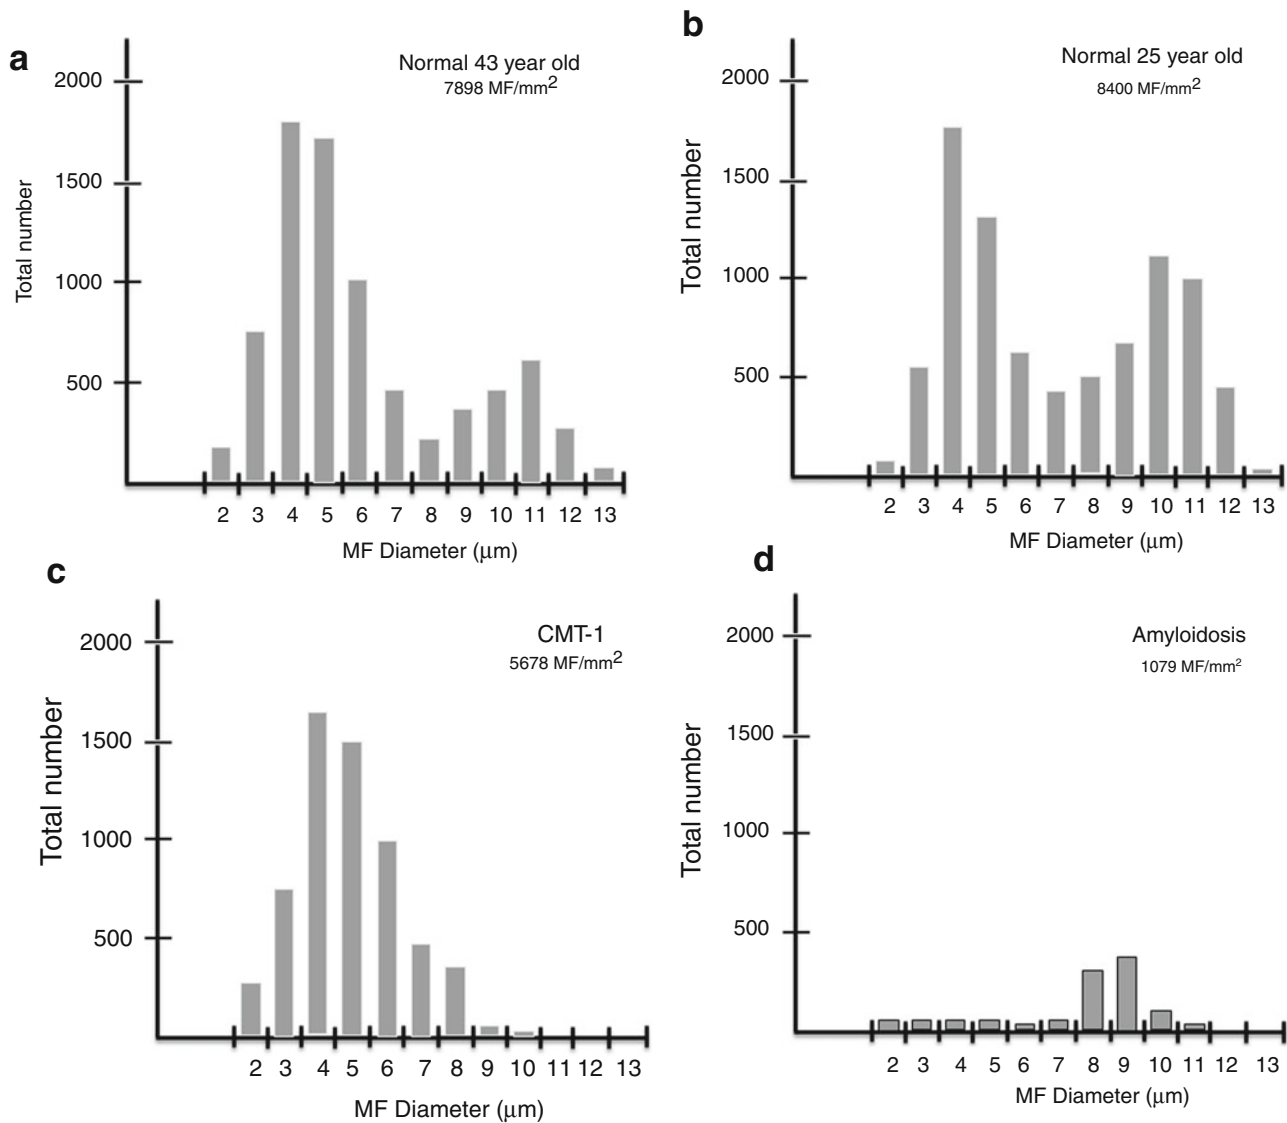 a
Normal 43 year old
7898 MF/mm2
2000
1500
1000
500
Total number
2 3 4 5 6 7 8 9 10 11 12 13
MF Diameter (μm)
b
Normal 25 year old
8400 MF/mm2
2000
1500
1000
500
Total number
2 3 4 5 6 7 8 9 10 11 12 13
MF Diameter (μm)
c
CMT-1
5678 MF/mm2
2000
1500
1000
500
Total number
2 3 4 5 6 7 8 9 10 11 12 13
MF Diameter (μm)
d
Amyloidosis
1079 MF/mm2
2000
1500
1000
500
Total number
2 3 4 5 6 7 8 9 10 11 12 13
MF Diameter (μm)